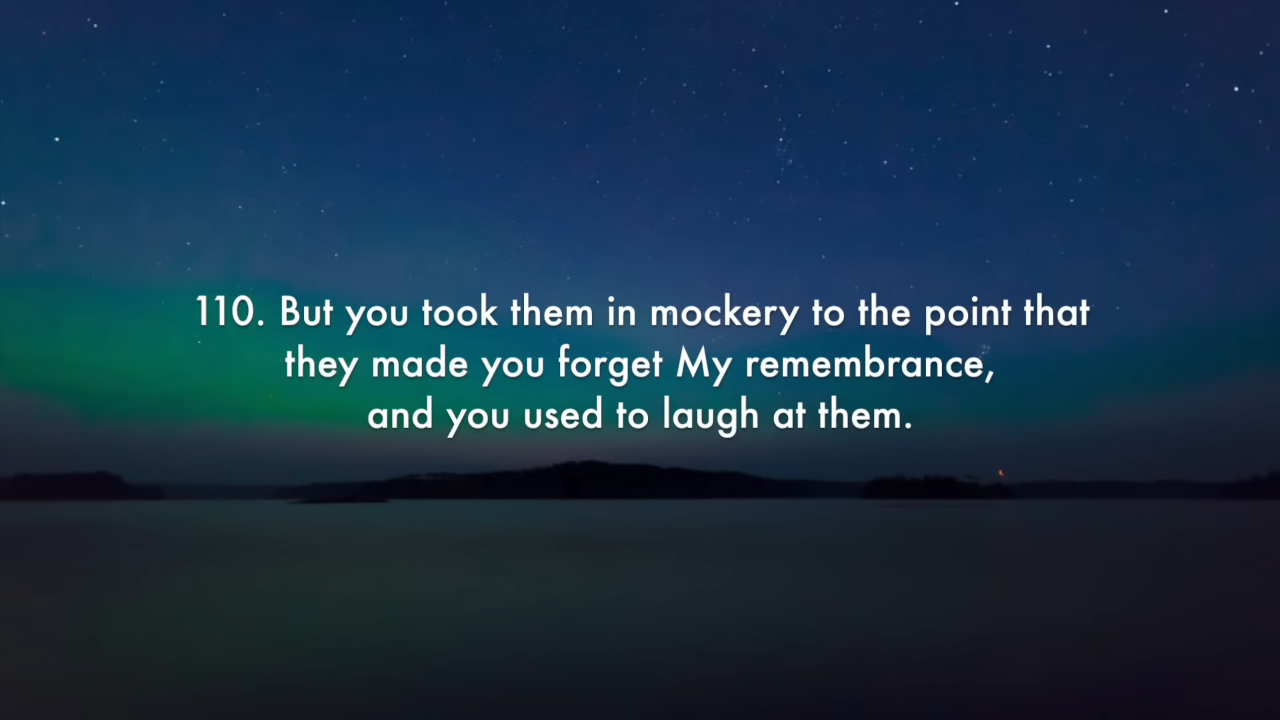 110. But you took them in mockery to the point that
they made you forget My remembrance,
and you used to laugh at them.